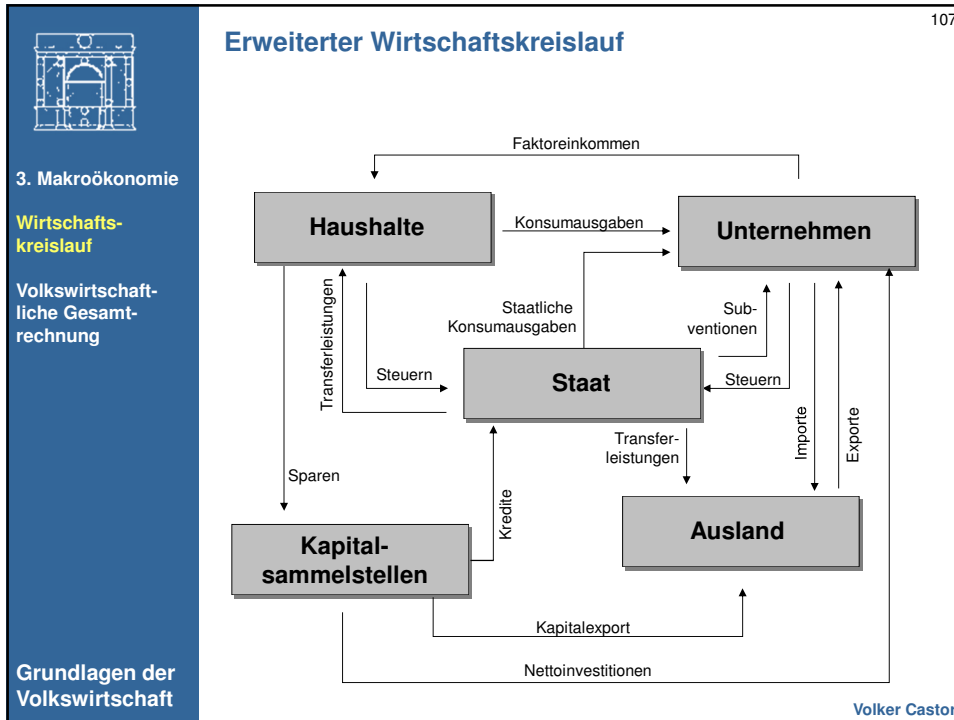 107
Erweiterter Wirtschaftskreislauf
3. Makroökonomie
Wirtschafts-
kreislauf
Volkswirtschaft-
liche Gesamt-
rechnung
Faktoreinkommen
Haushalte
Konsumausgaben
Unternehmen
Transferleistungen
Steuern
Staatliche
Konsumausgaben
Sub-
ventionen
Staat
Steuern
Importe
Exporte
Transfer-
leistungen
Sparen
Kredite
Kapital-
sammelstellen
Ausland
Kapitalexport
Nettoinvestitionen
Grundlagen der
Volkswirtschaft
Volker Castor